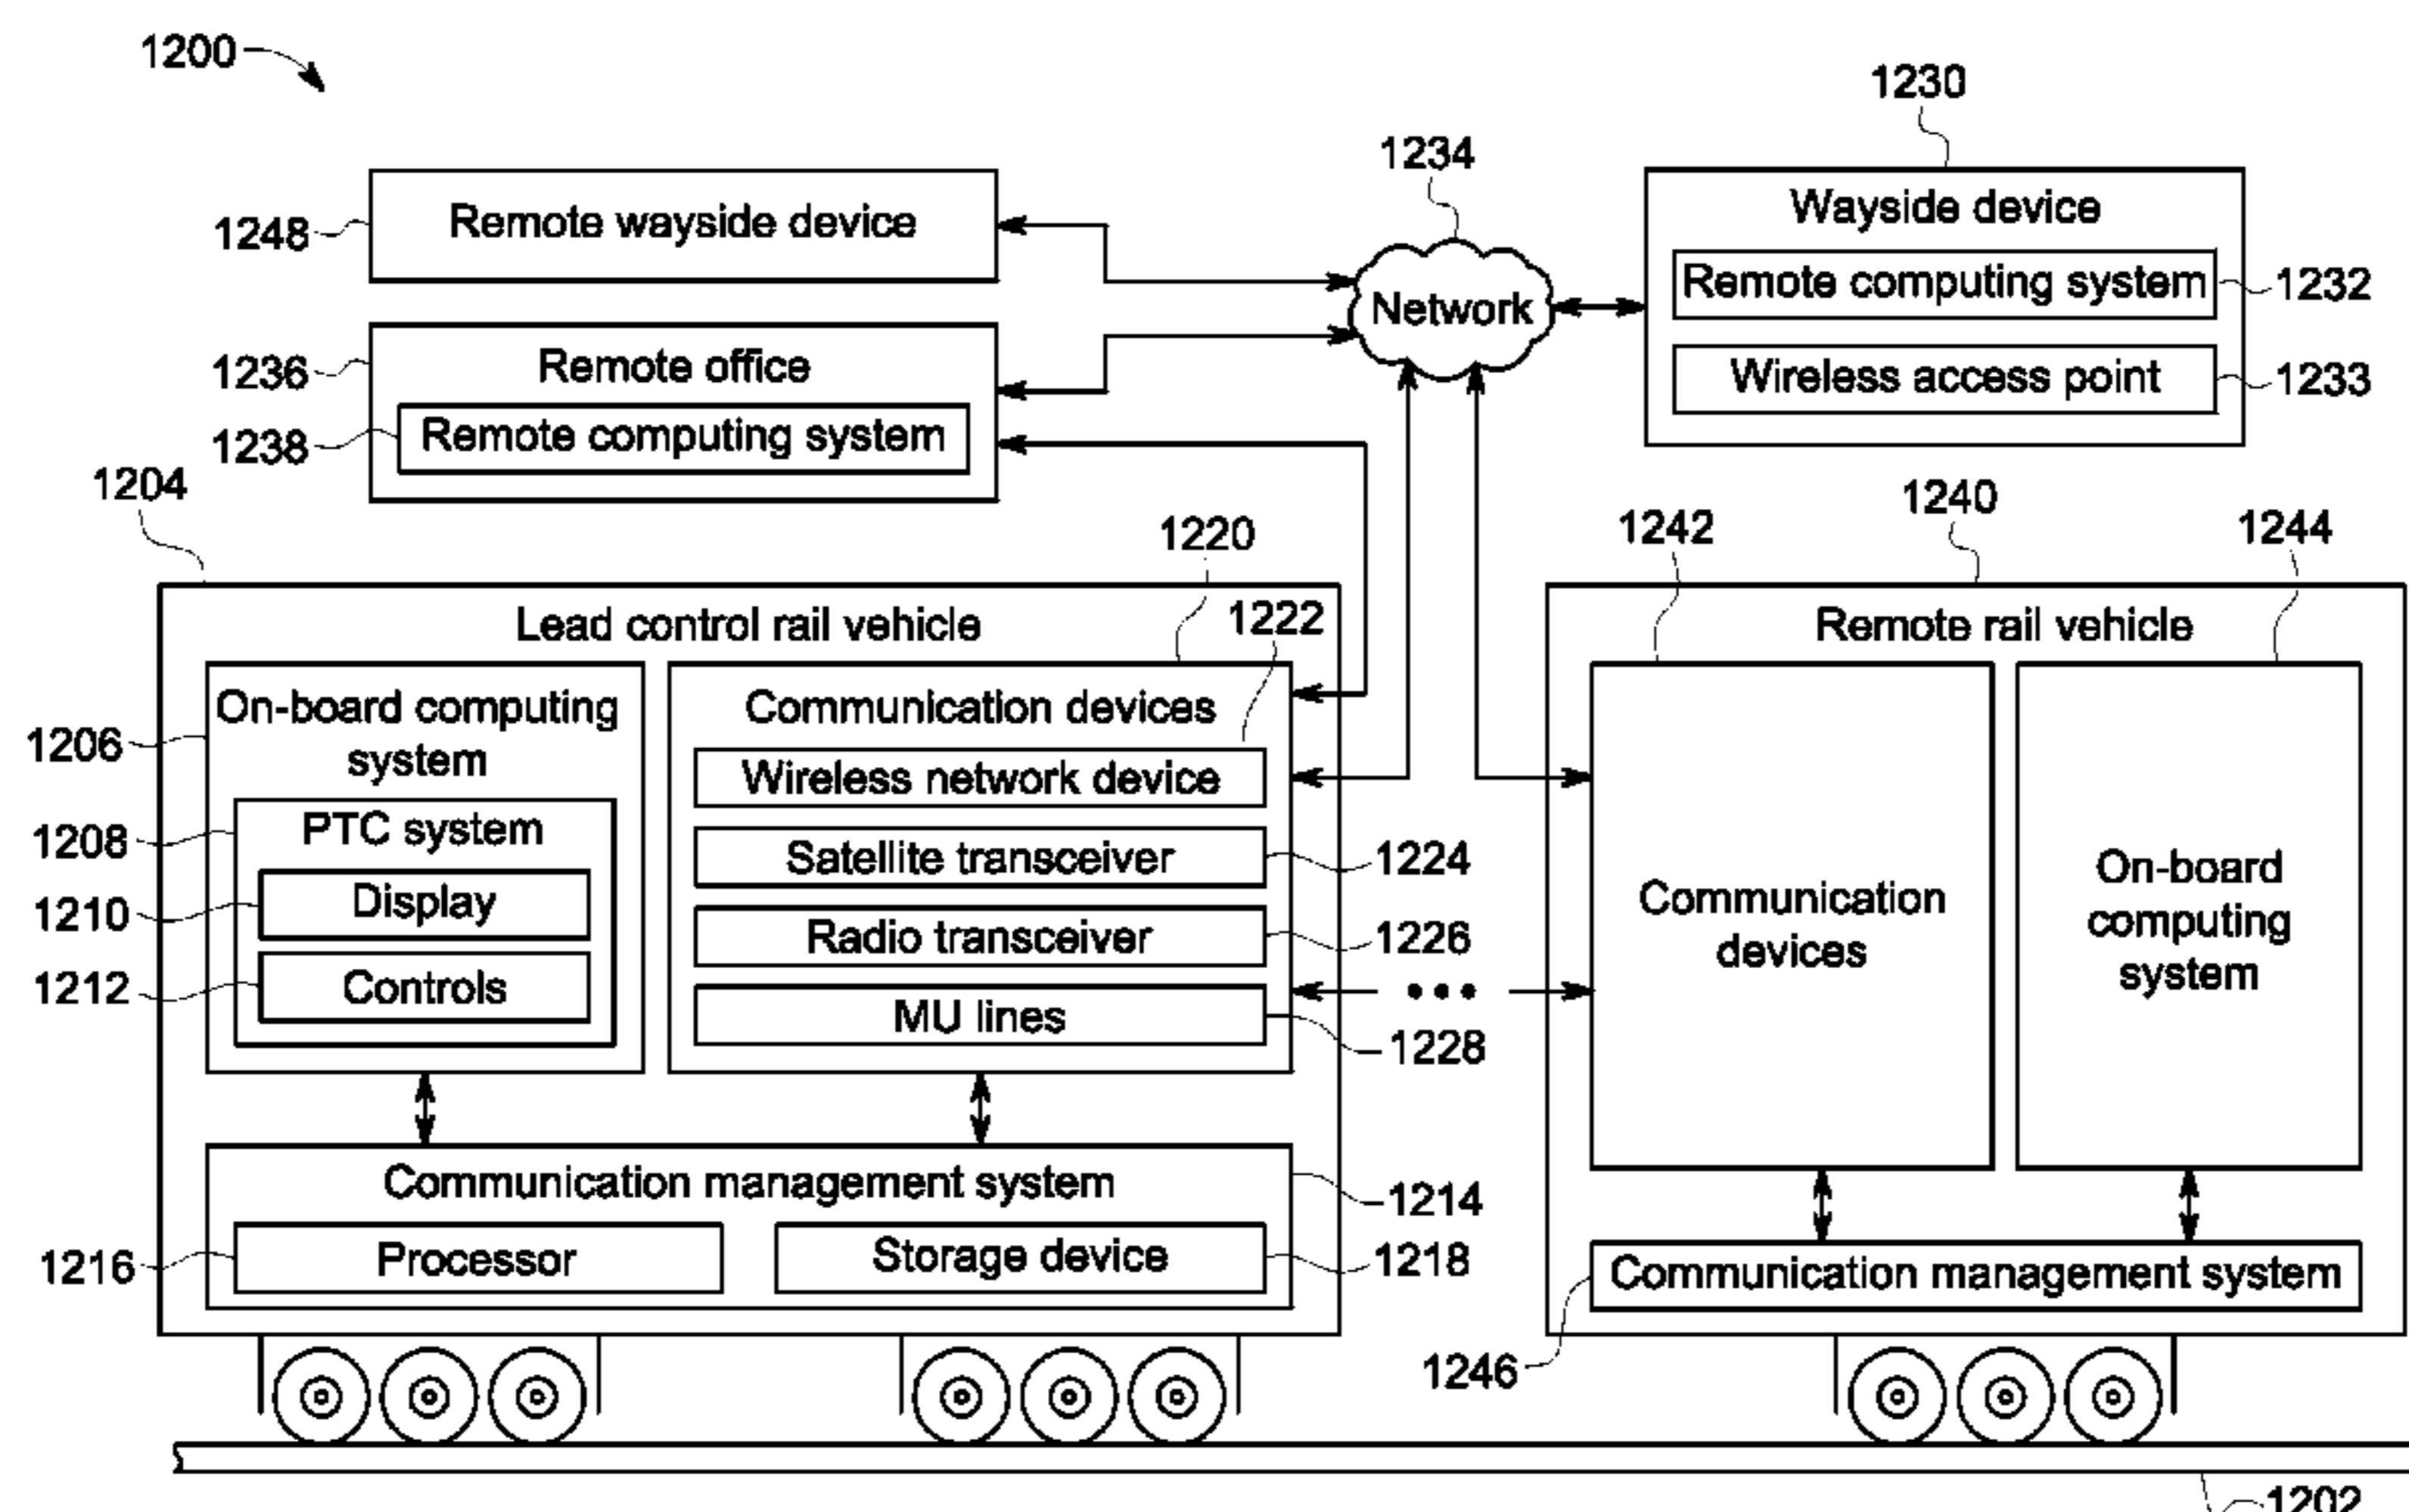 1200
1230
1234
Remote wayside device
1248
Wayside device
Remote computing system
1232
Network
Wireless access point
1233
1236
Remote office
Remote computing system
1238
1204
1220
1222
1242
1240
1244
Lead control rail vehicle
Remote rail vehicle
On-board computing
system
1206
PTC system
1208
Display
1210
Controls
1212
Communication devices
Wireless network device
Satellite transceiver
1224
Radio transceiver
1226
MU lines
1228
Communication
devices
On-board
computing
system
Communication management system
1214
Processor
1216
Storage device
1218
Communication management system
1246
1202